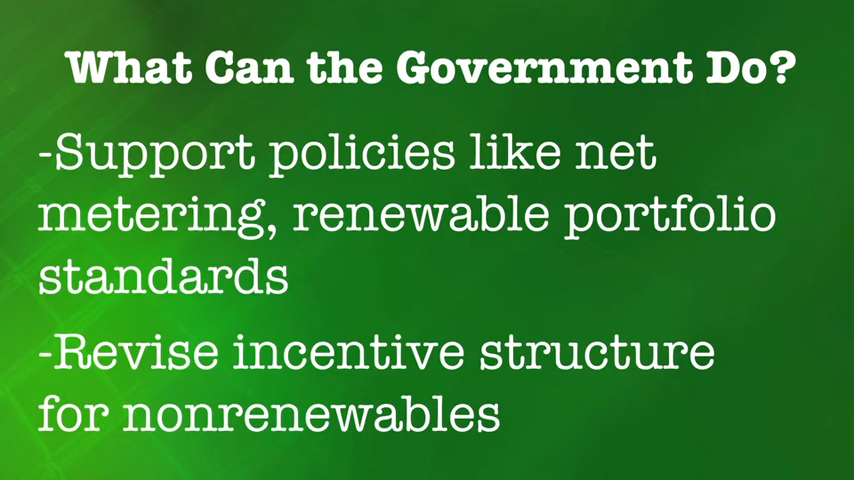 What Can the Government Do?
-Support policies like net
metering, renewable portfolio
standards
-Revise incentive structure
for nonrenewables